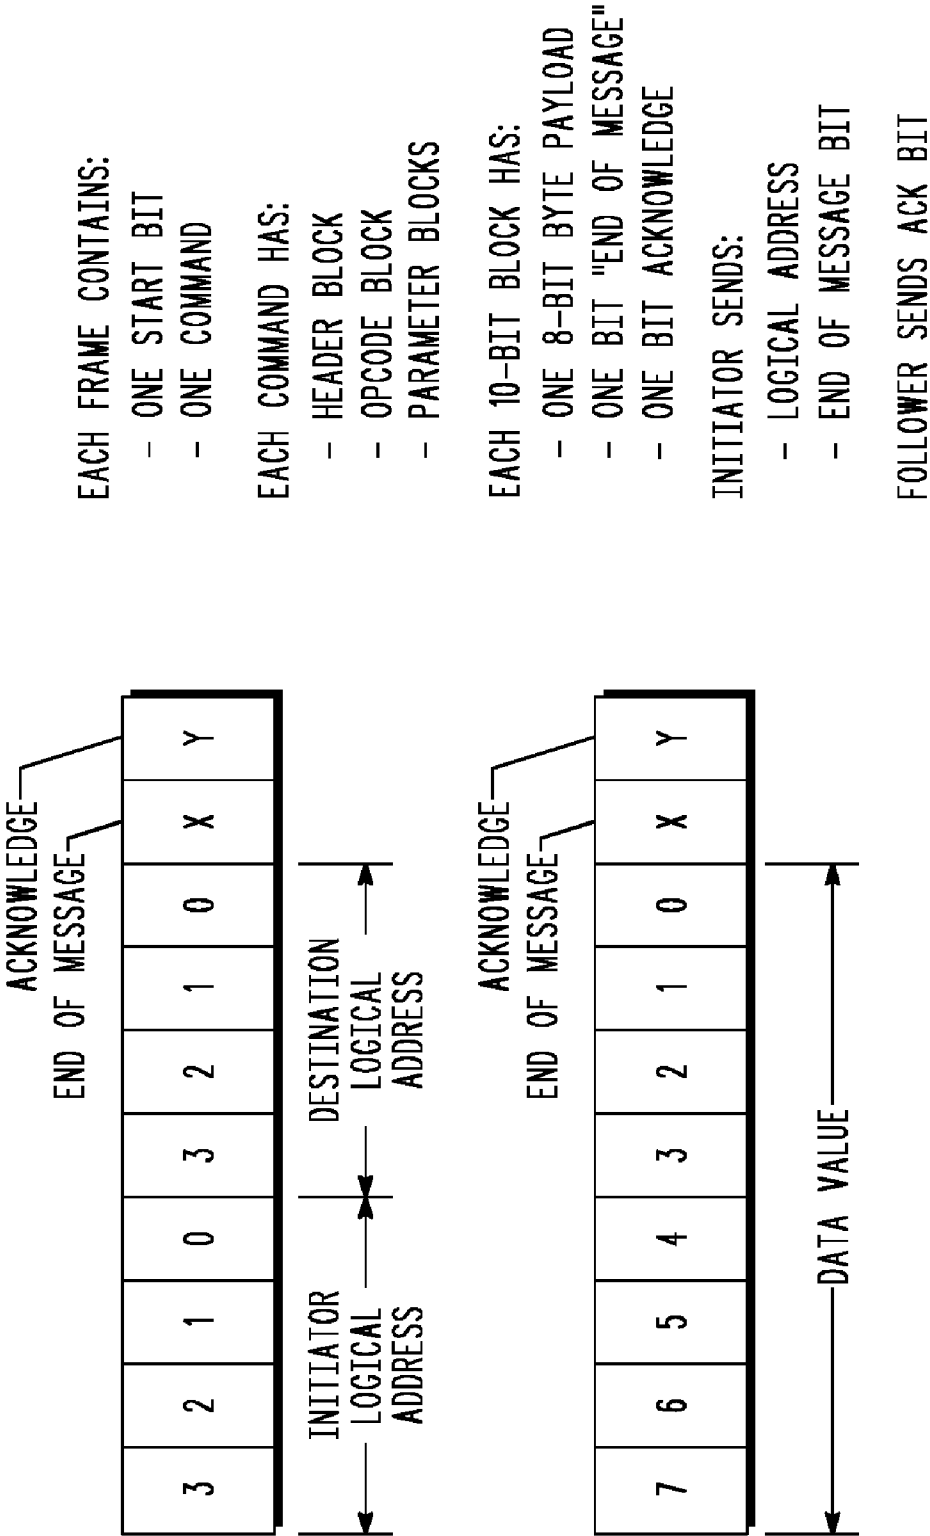 ACKNOWLEDGE
END OF MESSAGE
3 2 1 0 3 2 1 0 X Y
INITIATOR
LOGICAL
ADDRESS
DESTINATION
LOGICAL
ADDRESS
ACKNOWLEDGE
END OF MESSAGE
7 6 5 4 3 2 1 0 X Y
DATA VALUE
EACH FRAME CONTAINS:
- ONE START BIT
- ONE COMMAND
EACH COMMAND HAS:
- HEADER BLOCK
- OPCODE BLOCK
- PARAMETER BLOCKS
EACH 10-BIT BLOCK HAS:
- ONE 8-BIT BYTE PAYLOAD
- ONE BIT "END OF MESSAGE"
- ONE BIT ACKNOWLEDGE
INITIATOR SENDS:
- LOGICAL ADDRESS
- END OF MESSAGE BIT
FOLLOWER SENDS ACK BIT